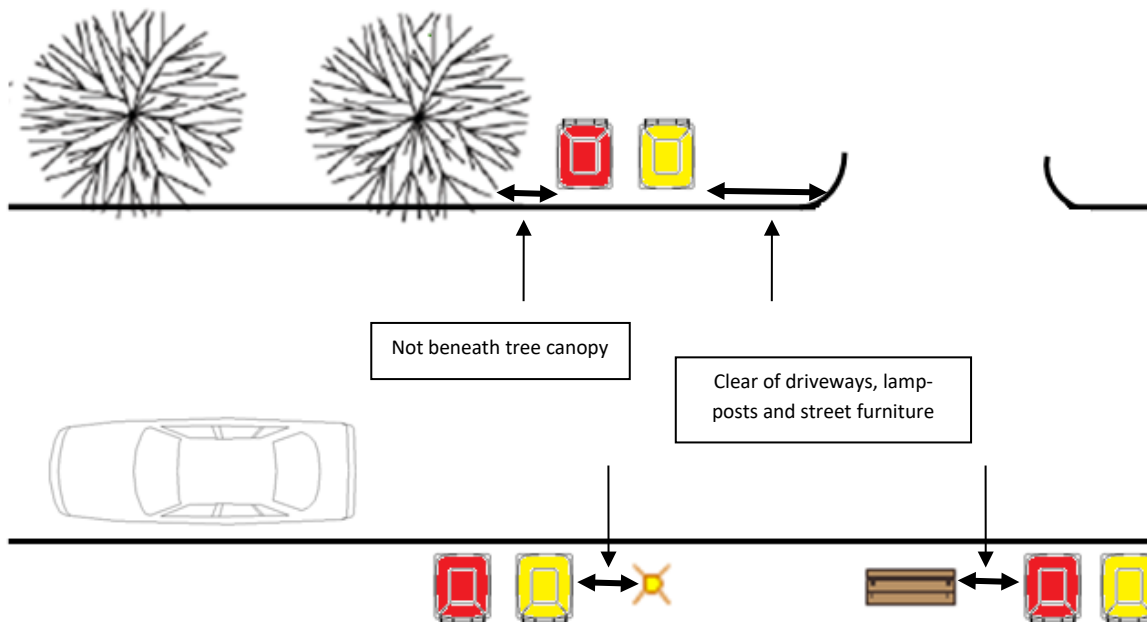 Not beneath tree canopy
Clear of driveways, lamp-
posts and street furniture